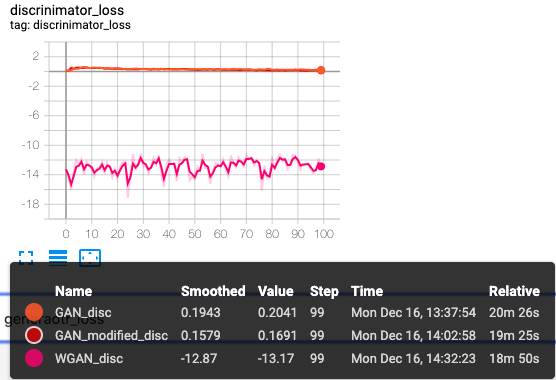 discrinimator_loss
tag: discrinimator_loss
2
-2
-6
-10
-14
-18
0 10 20 30 40 50 60 70 80 90 100
generaotr_loss
Name Smoothed Value Step Time Relative
GAN_disc 0.1943 0.2041 99 Mon Dec 16, 13:37:54 20m 26s
GAN_modified_disc 0.1579 0.1691 99 Mon Dec 16, 14:02:58 19m 25s
WGAN_disc -12.87 -13.17 99 Mon Dec 16, 14:32:23 18m 50s